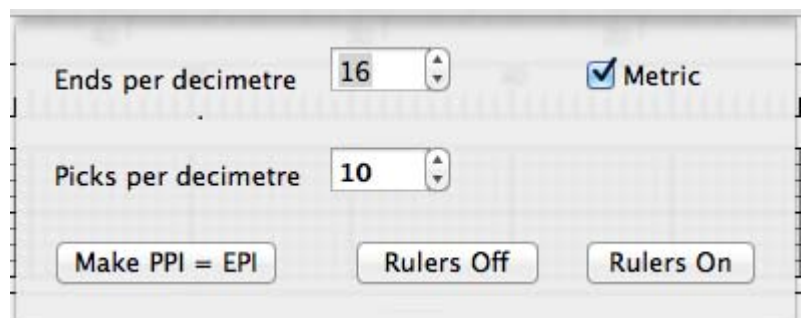 Ends per decimetre 16 Metric
Picks per decimetre 10
Make PPI = EPI Rulers Off Rulers On